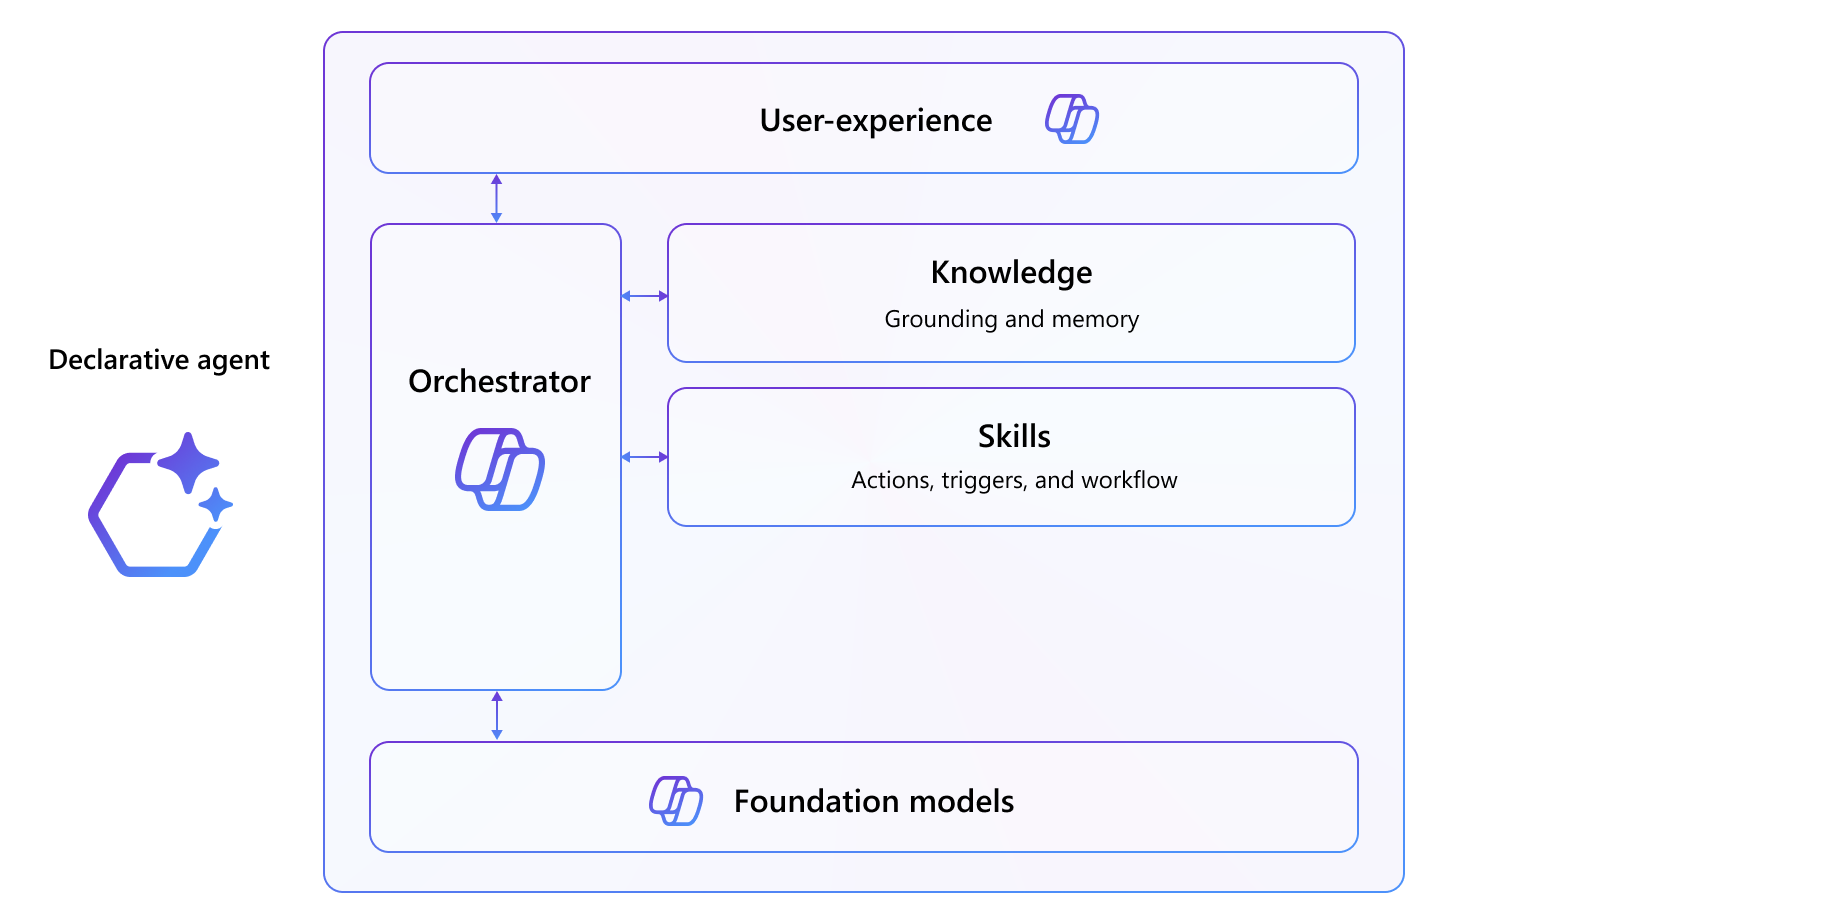 Declarative agent
User-experience
Orchestrator
Knowledge
Grounding and memory
Skills
Actions, triggers, and workflow
Foundation models